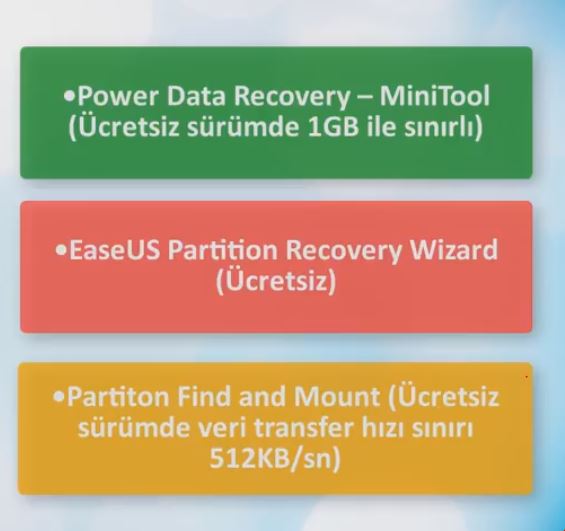 •Power Data Recovery – MiniTool
(Ücretsiz sürümde 1GB ile sınırlı)
•EaseUS Partition Recovery Wizard
(Ücretsiz)
•Partiton Find and Mount (Ücretsiz
sürümde veri transfer hızı sınırı
512KB/sn)